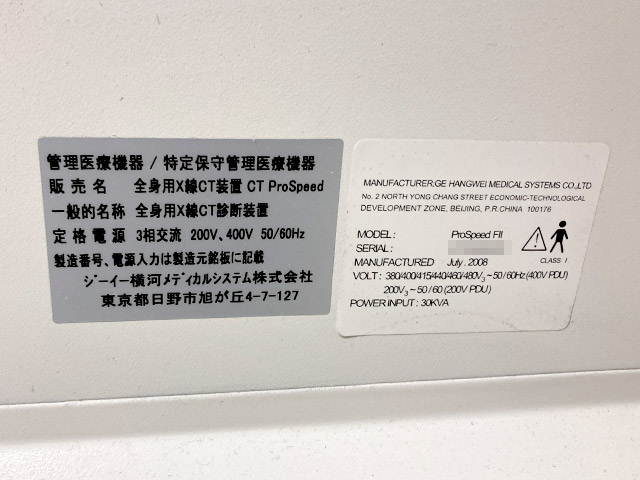 管理医療機器 / 特定保守管理医療機器
販売名 全身用X線CT装置 CT ProSpeed
一般的名称 全身用X線CT診断装置
定格電源 3相交流 200V、400V 50/60Hz
製造番号、電源入力は製造元銘板に記載
ジーイー横河メディカルシステム株式会社
東京都日野市旭が丘4-7-127
MANUFACTURER:GE HANGWEI MEDICAL SYSTEMS CO.,LTD
No. 2 NORTH YONG CHANG STREET ECONOMIC-TECHNOLOGICAL
DEVELOPMENT ZONE, BEIJING, P.R.CHINA 100176
MODEL: ProSpeed FII
SERIAL:
MANUFACTURED July. 2008
CLASS I
VOLT : 380/400/415/440/460/480V3~50/60Hz(400V PDU)
200V3~50/60 (200V PDU)
POWER INPUT : 30KVA